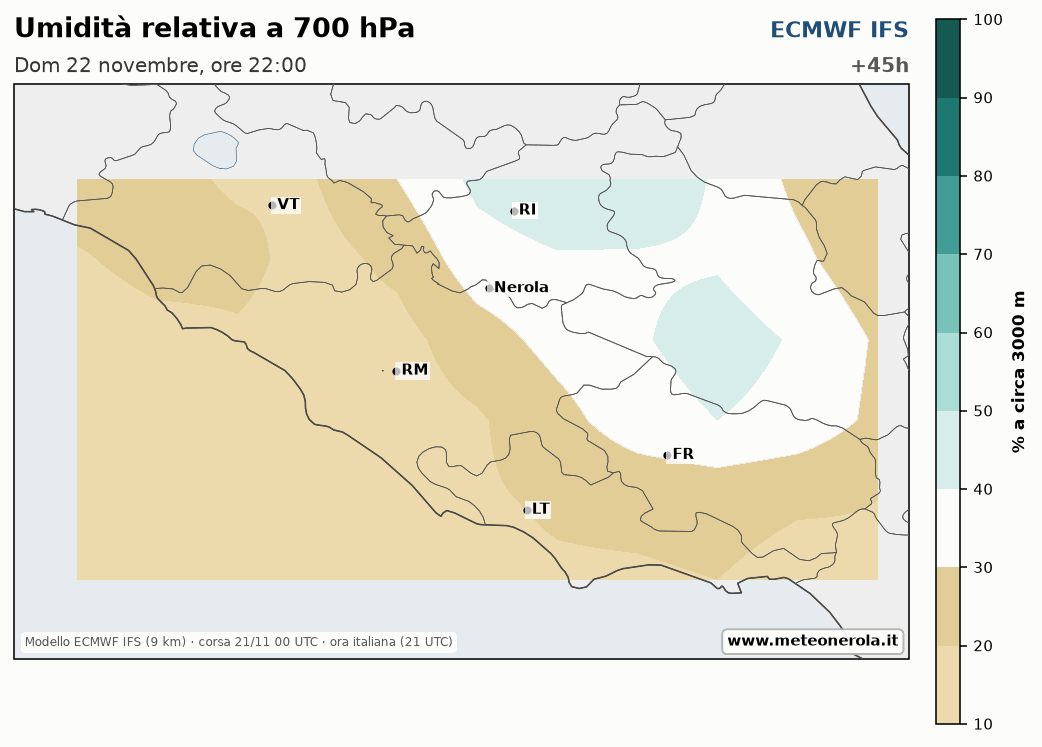 Umidità relativa a 700 hPa
ECMWF IFS
Dom 22 novembre, ore 22:00
+45h
VT
RI
Nerola
RM
FR
LT
Modello ECMWF IFS (9 km) · corsa 21/11 00 UTC · ora italiana (21 UTC)
www.meteonerola.it
100
90
80
70
60
50
40
30
20
10
% a circa 3000 m